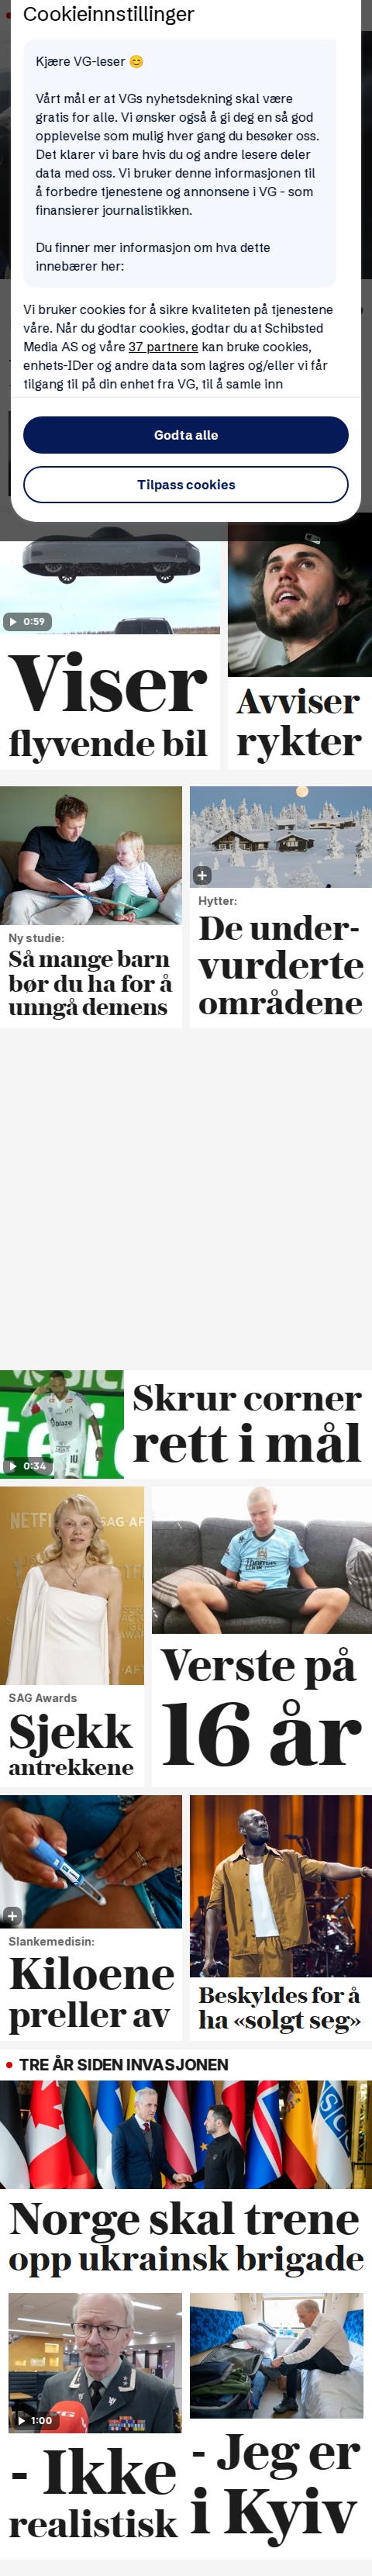 Cookieinnstillinger
Kjære VG-leser 😊
Vårt mål er at VGs nyhetsdekning skal være
gratis for alle. Vi ønsker også å gi deg en så god
opplevelse som mulig hver gang du besøker oss.
Det klarer vi bare hvis du og andre lesere deler
data med oss. Vi bruker denne informasjonen til
å forbedre tjenestene og annonsene i VG - som
finansierer journalistikken.
Du finner mer informasjon om hva dette
innebærer her:
Vi bruker cookies for å sikre kvaliteten på tjenestene
våre. Når du godtar cookies, godtar du at Schibsted
Media AS og våre 37 partnere kan bruke cookies,
enhets-IDer og andre data som lagres og/eller vi får
tilgang til på din enhet fra VG, til å samle inn
Godta alle
Tilpass cookies
0:59
Viser
flyvende bil
Avviser
rykter
Ny studie:
Så mange barn
bør du ha for å
unngå demens
Hytter:
De under-
vurderte
områdene
blaze
10
0:34
Skrur corner
rett i mål
NETFL
SAG AF
SAG Awards
Sjekk
antrekkene
Verste på
16 år
Slankemedisin:
Kiloene
preller av
Beskyldes for å
ha «solgt seg»
TRE ÅR SIDEN INVASJONEN
Norge skal trene
opp ukrainsk brigade
1:00
- Ikke
realistisk
- Jeg er
i Kyiv